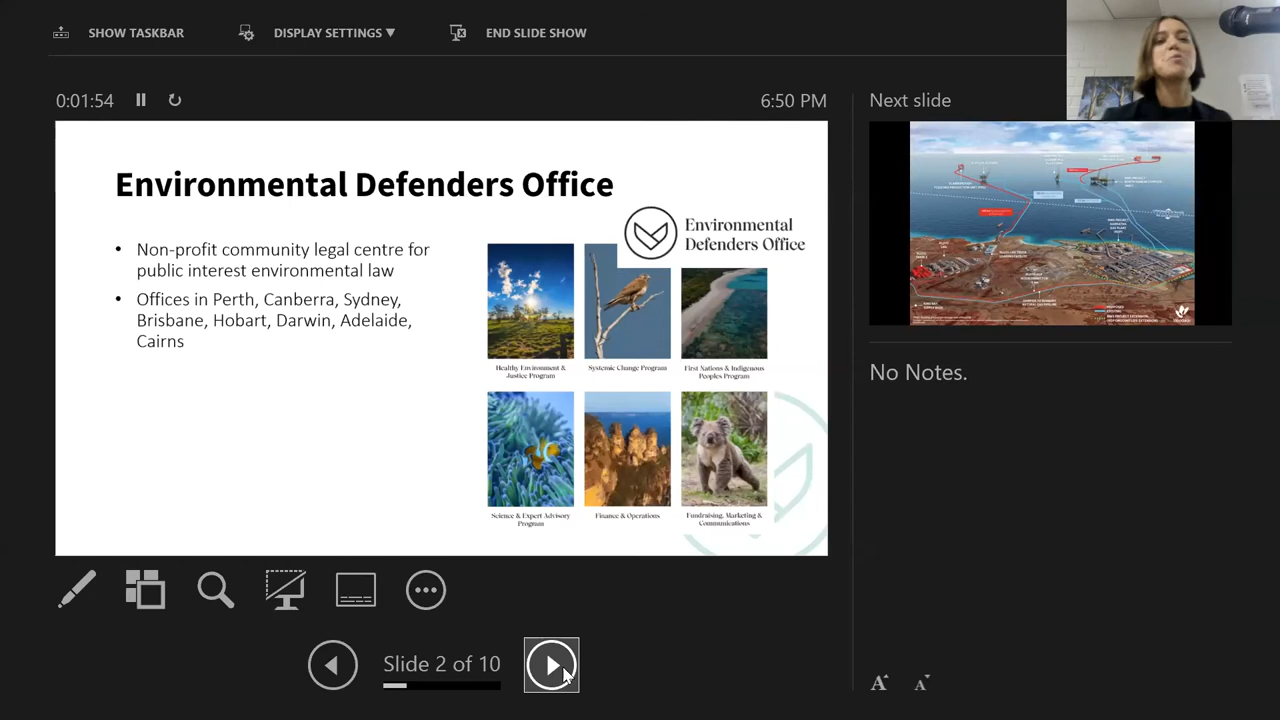 SHOW TASKBAR
DISPLAY SETTINGS ▼
END SLIDE SHOW
0:01:54
6:50 PM
Next slide
Environmental Defenders Office
Environmental
Defenders Office
• Non-profit community legal centre for
public interest environmental law
• Offices in Perth, Canberra, Sydney,
Brisbane, Hobart, Darwin, Adelaide,
Cairns
Healthy Environment &
Justice Program
Systemic Change Program
First Nations & Indigenous
Peoples Program
Science & Expert Advisory
Program
Finance & Operations
Fundraising, Marketing &
Communications
No Notes.
Slide 2 of 10
A
A